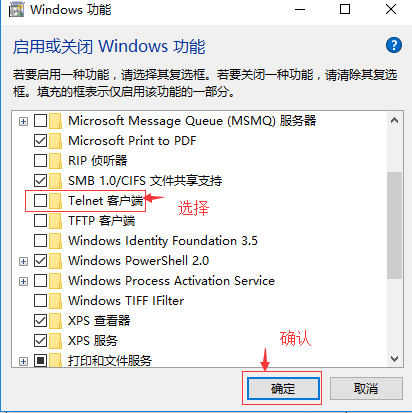 Windows 功能
启用或关闭 Windows 功能
若要启用一种功能，请选择其复选框。若要关闭一种功能，请清除其复选
框。填充的框表示仅启用该功能的一部分。
Microsoft Message Queue (MSMQ) 服务器
Microsoft Print to PDF
RIP 侦听器
SMB 1.0/CIFS 文件共享支持
Telnet 客户端
选择
TFTP 客户端
Windows Identity Foundation 3.5
Windows PowerShell 2.0
Windows Process Activation Service
Windows TIFF IFilter
XPS 查看器
XPS 服务
打印和文件服务
确认
确定
取消